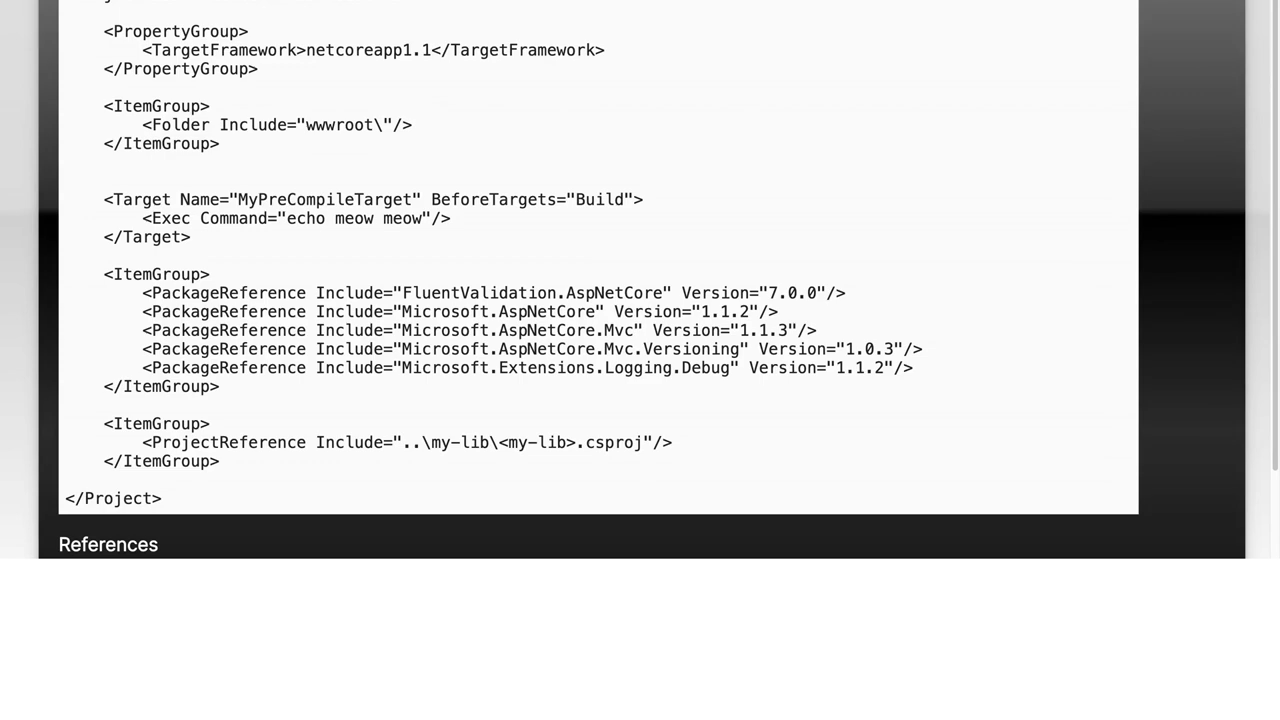 <PropertyGroup>
<TargetFramework>netcoreapp1.1</TargetFramework>
</PropertyGroup>
<ItemGroup>
<Folder Include="wwwroot\"/>
</ItemGroup>
<Target Name="MyPreCompileTarget" BeforeTargets="Build">
<Exec Command="echo meow meow"/>
</Target>
<ItemGroup>
<PackageReference Include="FluentValidation.AspNetCore" Version="7.0.0"/>
<PackageReference Include="Microsoft.AspNetCore" Version="1.1.2"/>
<PackageReference Include="Microsoft.AspNetCore.Mvc" Version="1.1.3"/>
<PackageReference Include="Microsoft.AspNetCore.Mvc.Versioning" Version="1.0.3"/>
<PackageReference Include="Microsoft.Extensions.Logging.Debug" Version="1.1.2"/>
</ItemGroup>
<ItemGroup>
<ProjectReference Include="..\my-lib\<my-lib>.csproj"/>
</ItemGroup>
</Project>
References